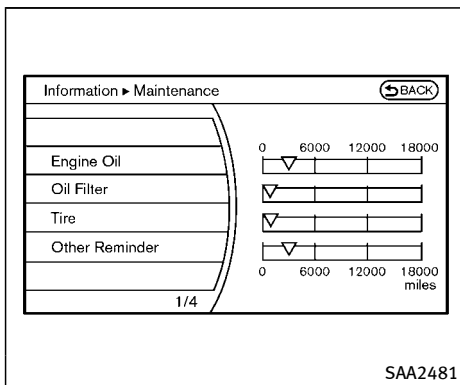 Information ▸ Maintenance
BACK
0 6000 12000 18000
Engine Oil
Oil Filter
Tire
Other Reminder
0 6000 12000 18000
miles
1/4
SAA2481